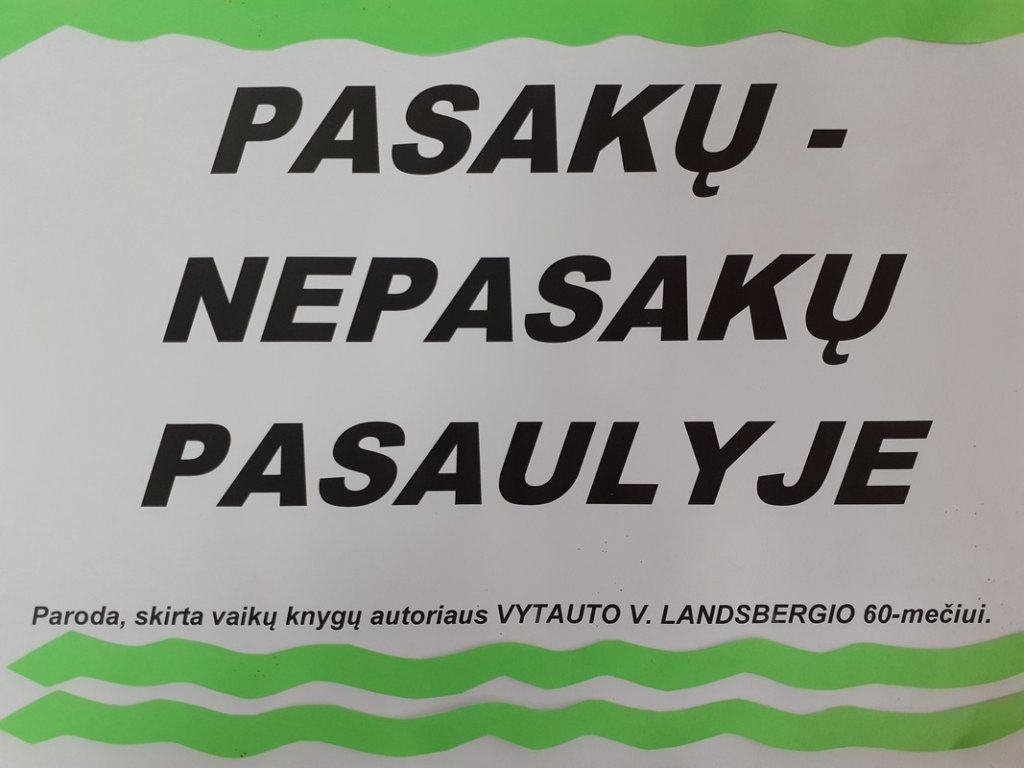 PASAKŲ -
NEPASAKŲ
PASAULYJE
Paroda, skirta vaikų knygų autoriaus VYTAUTO V. LANDSBERGIO 60-mečiui.